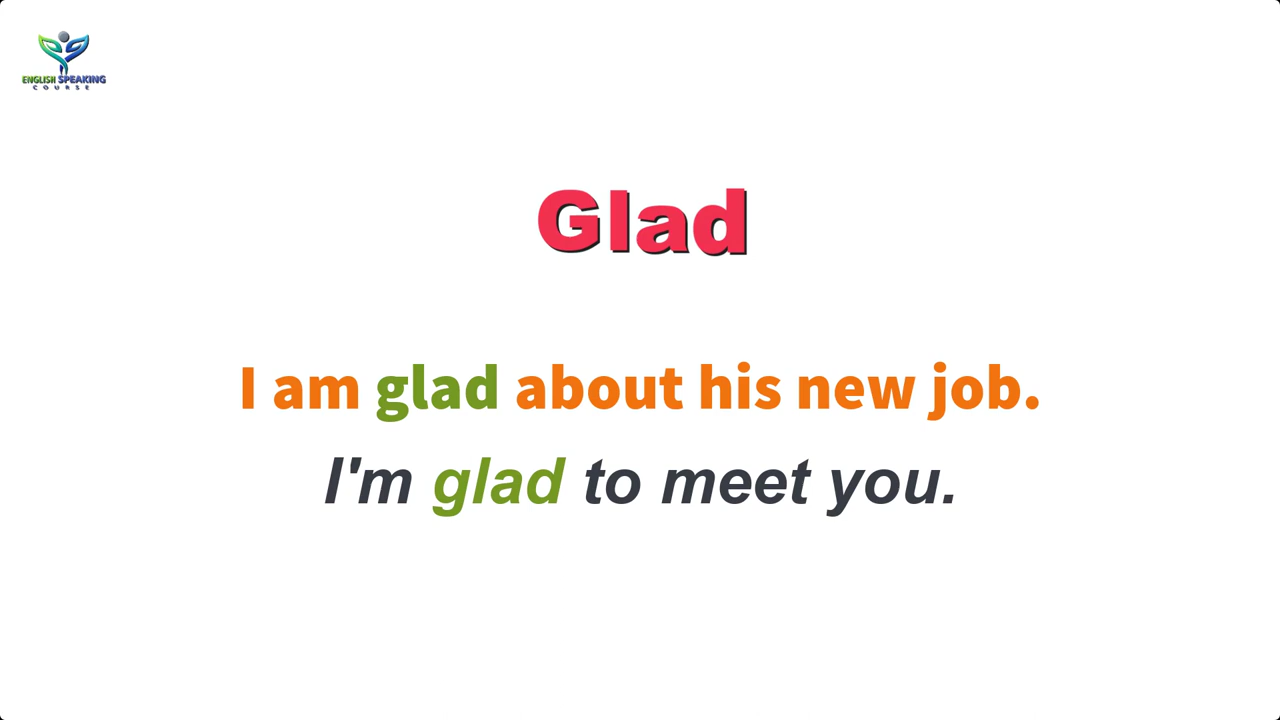 ENGLISH SPEAKING
COURSE
Glad
I am glad about his new job.
I'm glad to meet you.